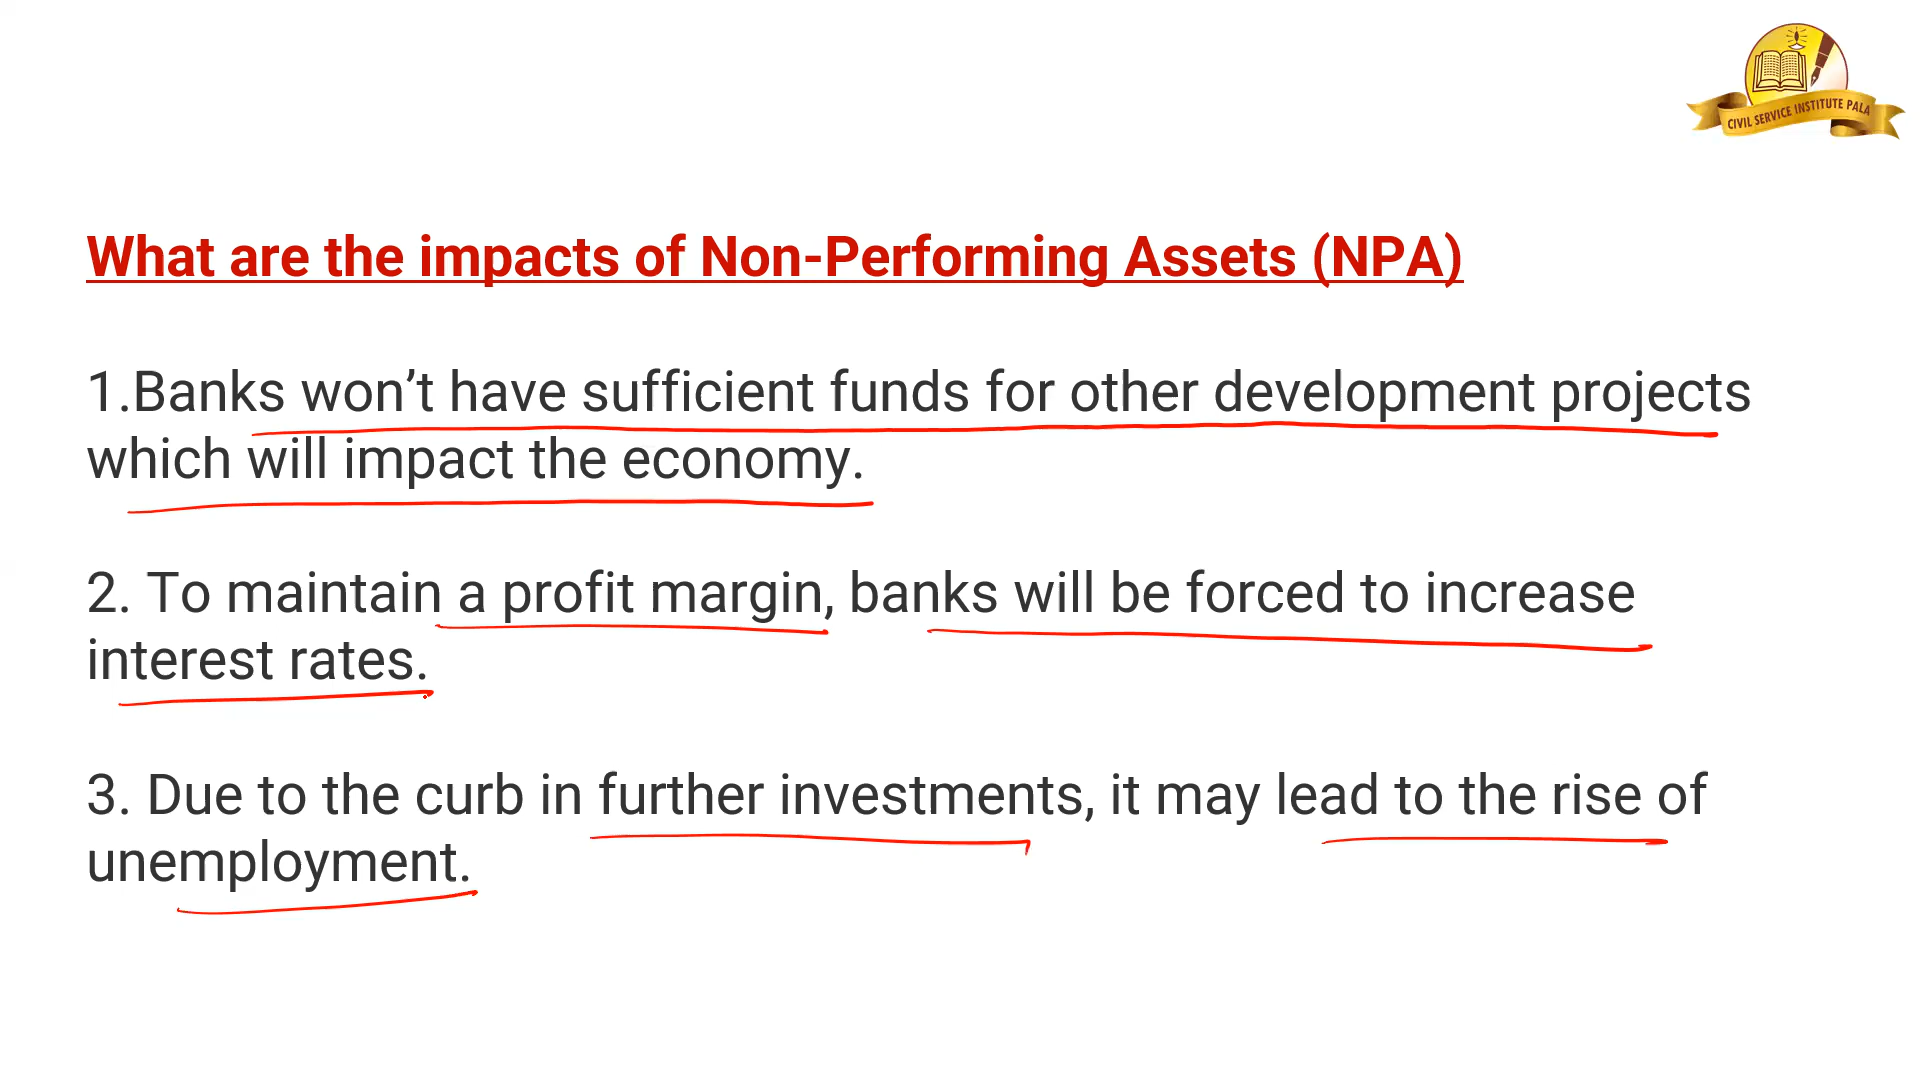 CIVIL SERVICE INSTITUTE PALA
What are the impacts of Non-Performing Assets (NPA)
1.Banks won’t have sufficient funds for other development projects
which will impact the economy.
2. To maintain a profit margin, banks will be forced to increase
interest rates.
3. Due to the curb in further investments, it may lead to the rise of
unemployment.